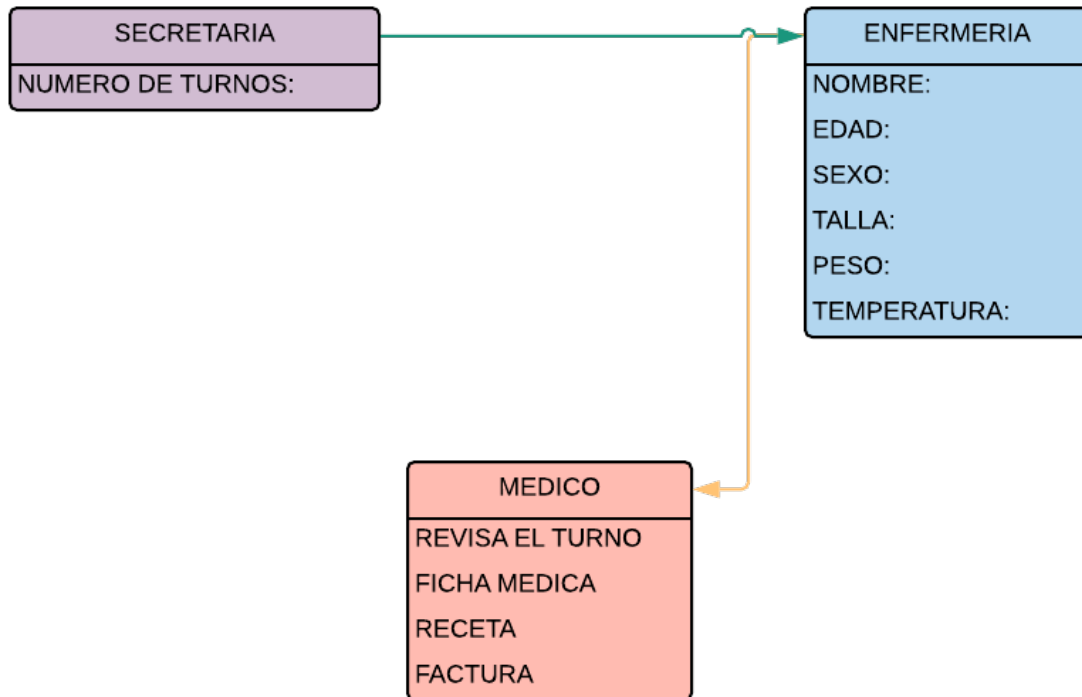 SECRETARIA
NUMERO DE TURNOS:
ENFERMERIA
NOMBRE:
EDAD:
SEXO:
TALLA:
PESO:
TEMPERATURA:
MEDICO
REVISA EL TURNO
FICHA MEDICA
RECETA
FACTURA